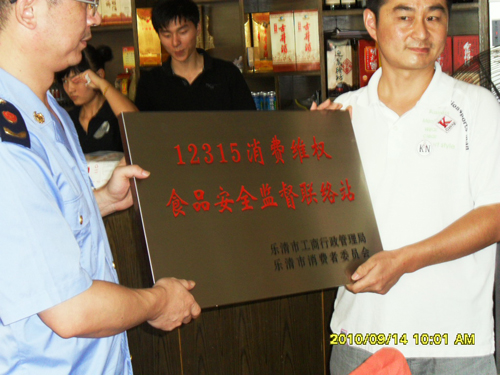 12315消费维权
食品安全监督联络站
乐清市工商行政管理局
乐清市消费者委员会
KN
2010/09/14 10:01 AM